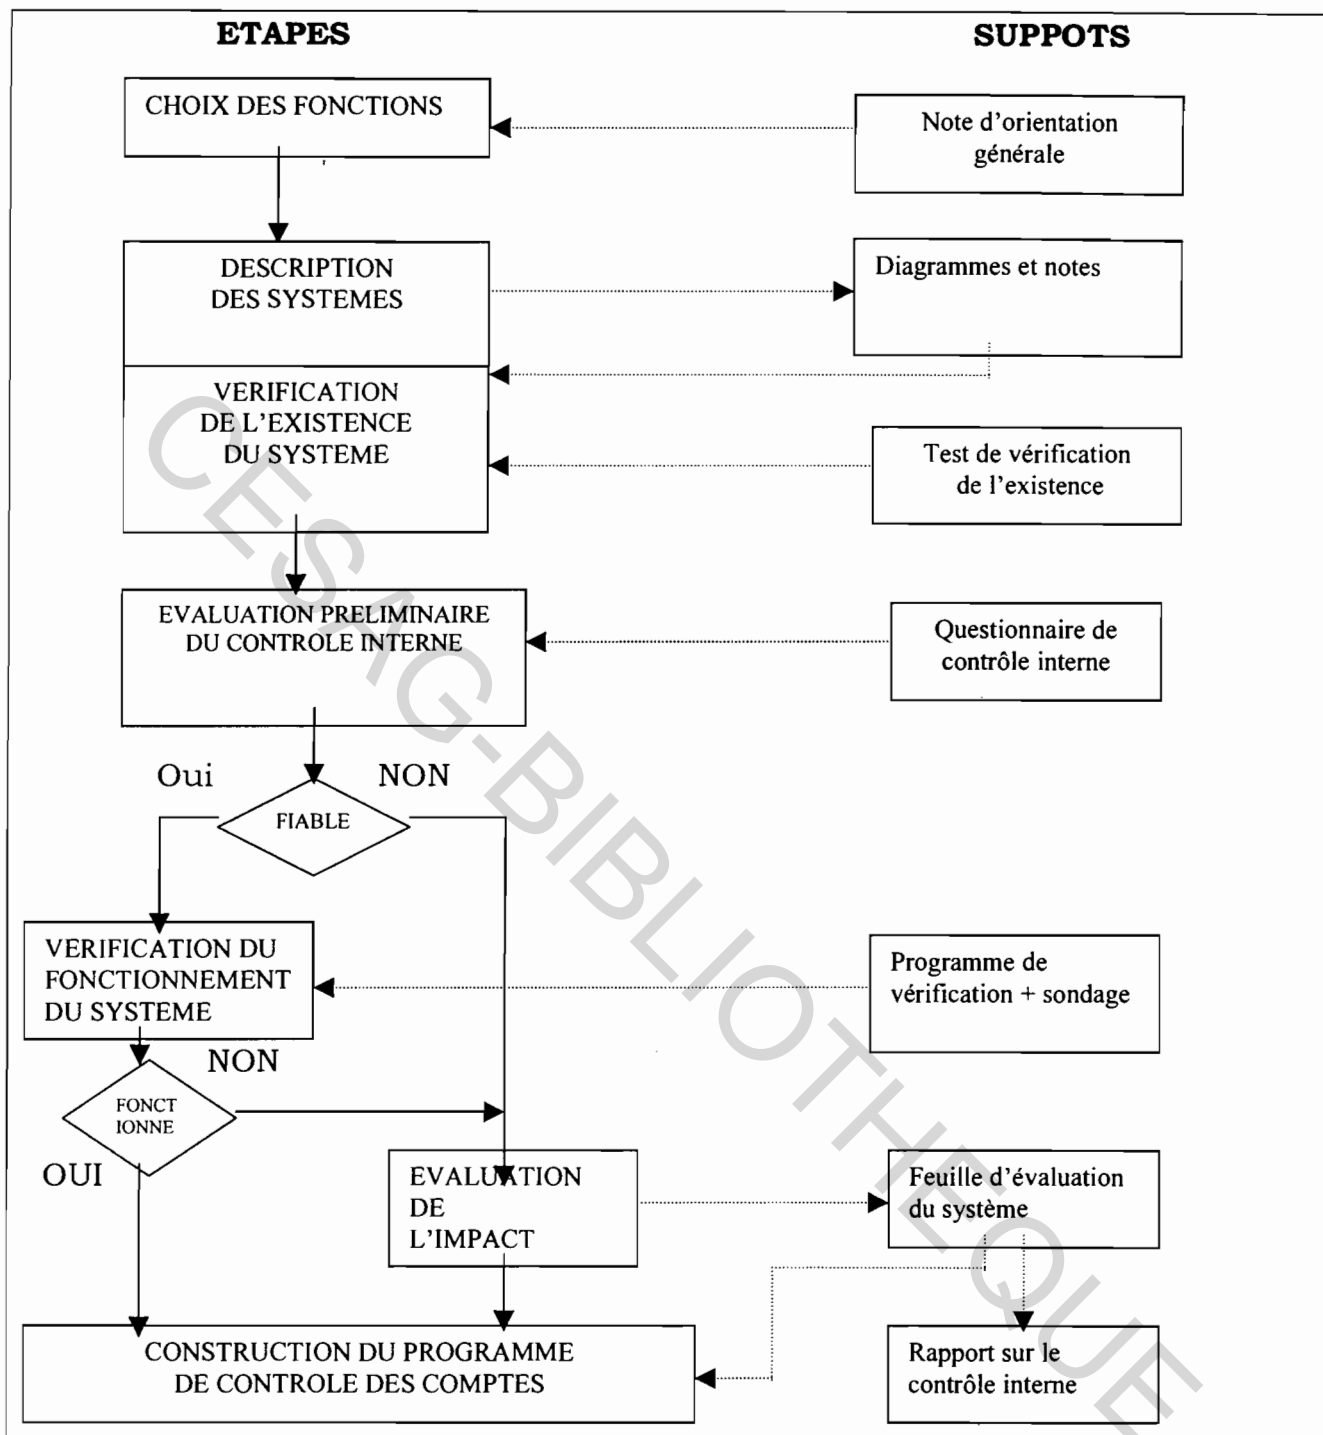 ETAPES
SUPPOTS
CHOIX DES FONCTIONS
Note d'orientation
générale
DESCRIPTION
DES SYSTEMES
Diagrammes et notes
VERIFICATION
DE L'EXISTENCE
DU SYSTEME
Test de vérification
de l'existence
EVALUATION PRELIMINAIRE
DU CONTROLE INTERNE
Questionnaire de
contrôle interne
Oui
NON
FIABLE
VERIFICATION DU
FONCTIONNEMENT
DU SYSTEME
Programme de
vérification + sondage
NON
FONCT
IONNE
OUI
EVALUATION
DE
L'IMPACT
Feuille d'évaluation
du système
CONSTRUCTION DU PROGRAMME
DE CONTROLE DES COMPTES
Rapport sur le
contrôle interne
CESAG-BIBLIOTHEQUE